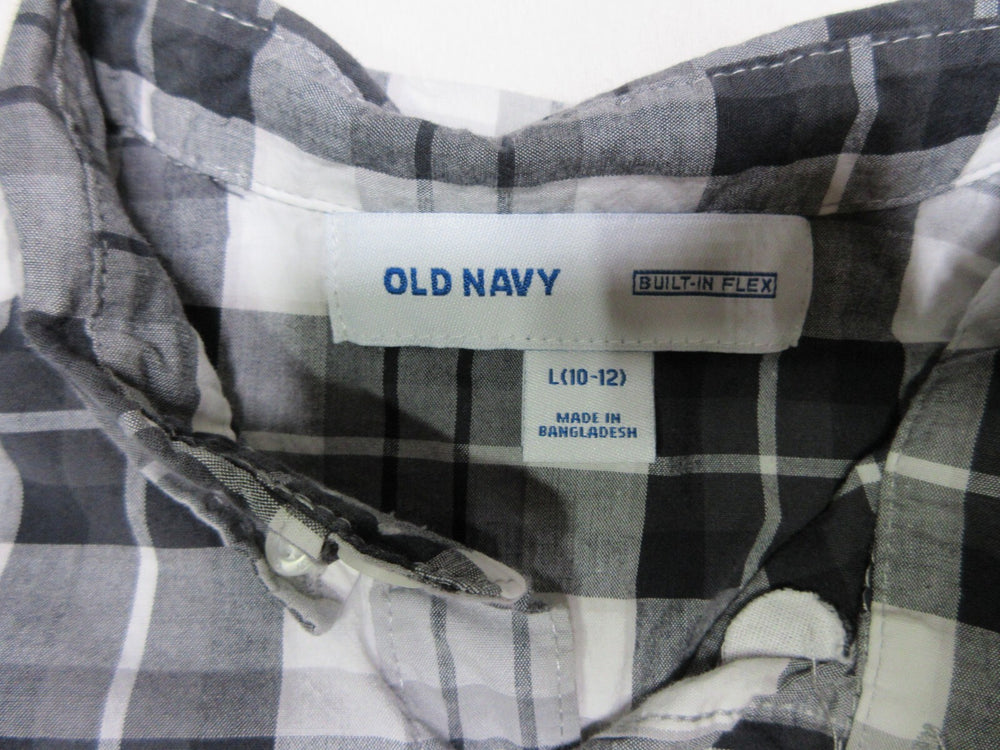 OLD NAVY
BUILT-IN FLEX
L(10-12)
MADE IN
BANGLADESH